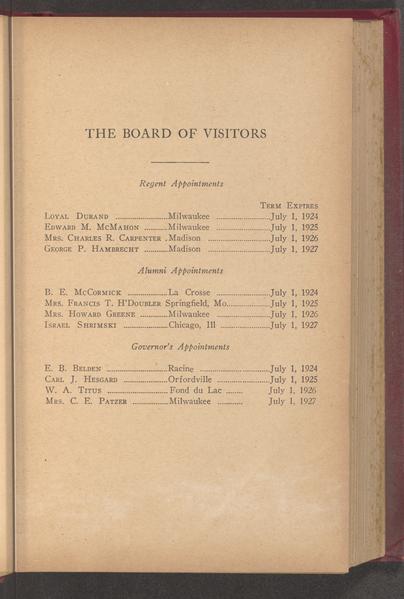 THE BOARD OF VISITORS
Regent Appointments
TERM EXPIRES
LOYAL DURAND ..................Milwaukee ......................July 1, 1924
EDWARD M. MCMAHON .........Milwaukee ......................July 1, 1925
MRS. CHARLES R. CARPENTER .Madison ........................July 1, 1926
GEORGE P. HAMBRECHT .........Madison ........................July 1, 1927
Alumni Appointments
B. E. MCCORMICK ...............La Crosse ......................July 1, 1924
MRS. FRANCIS T. H'DOUBLER Springfield, Mo.................July 1, 1925
MRS. HOWARD GREENE .........Milwaukee ......................July 1, 1926
ISRAEL SHRIMSKI .................Chicago, Ill ....................July 1, 1927
Governor's Appointments
E. B. BELDEN ......................Racine ..........................July 1, 1924
CARL J. HESGARD .................Orfordville ....................July 1, 1925
W. A. TITUS ........................Fond du Lac ....... July 1, 1926
MRS. C. E. PATZER ..............Milwaukee .......... July 1, 1927